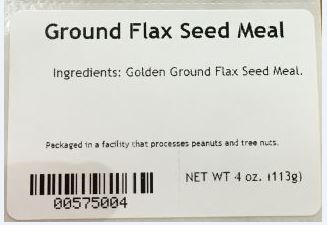 Ground Flax Seed Meal
Ingredients: Golden Ground Flax Seed Meal.
Packaged in a facility that processes peanuts and tree nuts.
NET WT 4 oz. (113g)
00575004